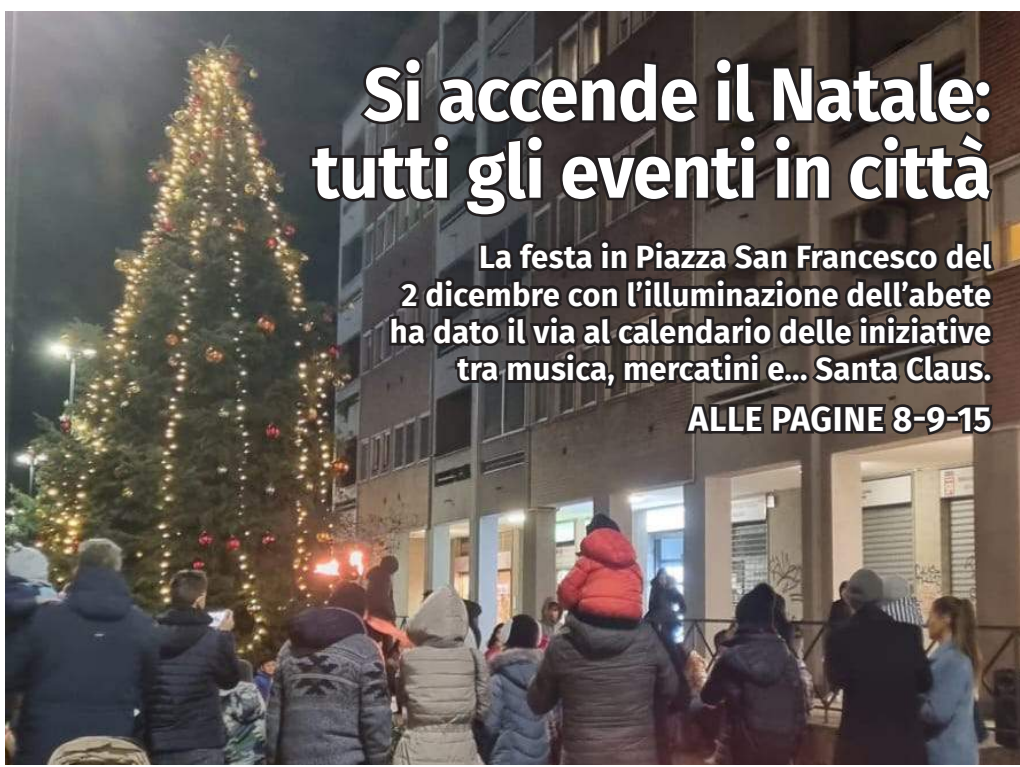 Si accende il Natale:
tutti gli eventi in città
La festa in Piazza San Francesco del
2 dicembre con l’illuminazione dell’abete
ha dato il via al calendario delle iniziative
tra musica, mercatini e... Santa Claus.
ALLE PAGINE 8-9-15